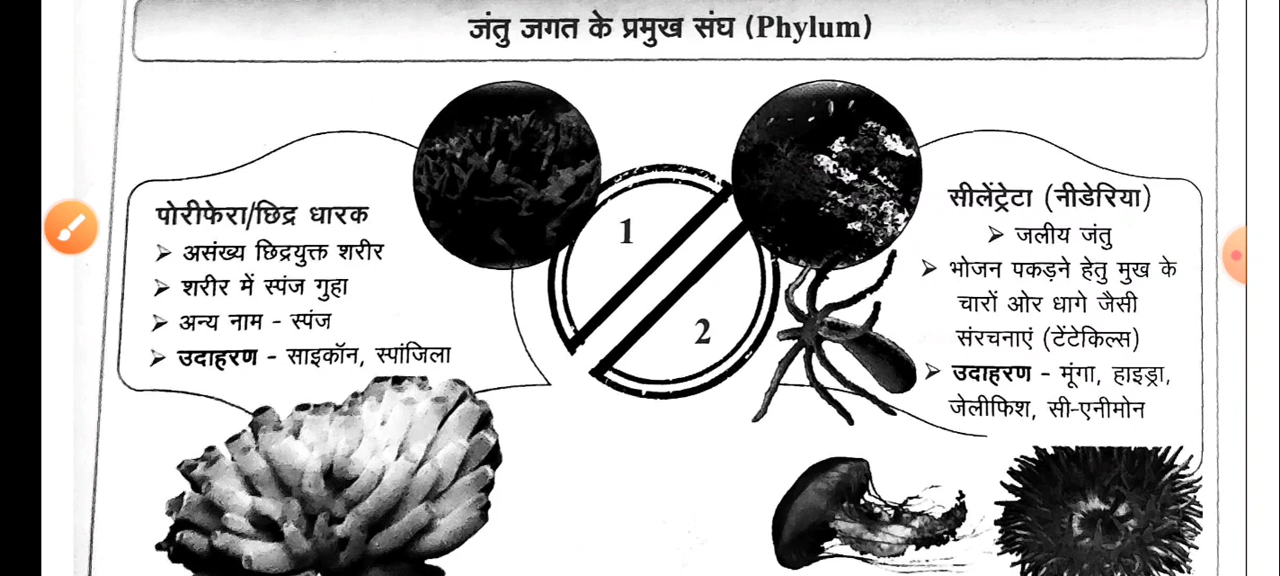 जंतु जगत के प्रमुख संघ (Phylum)
पोरीफेरा/छिद्र धारक
➢ असंख्य छिद्रयुक्त शरीर
➢ शरीर में स्पंज गुहा
➢ अन्य नाम - स्पंज
➢ उदाहरण - साइकॉन, स्पांजिला
1
2
सीलेंट्रेटा (नीडेरिया)
➢ जलीय जंतु
➢ भोजन पकड़ने हेतु मुख के
चारों ओर धागे जैसी
संरचनाएं (टेंटेकिल्स)
➢ उदाहरण - मूंगा, हाइड्रा,
जेलीफिश, सी-एनीमोन